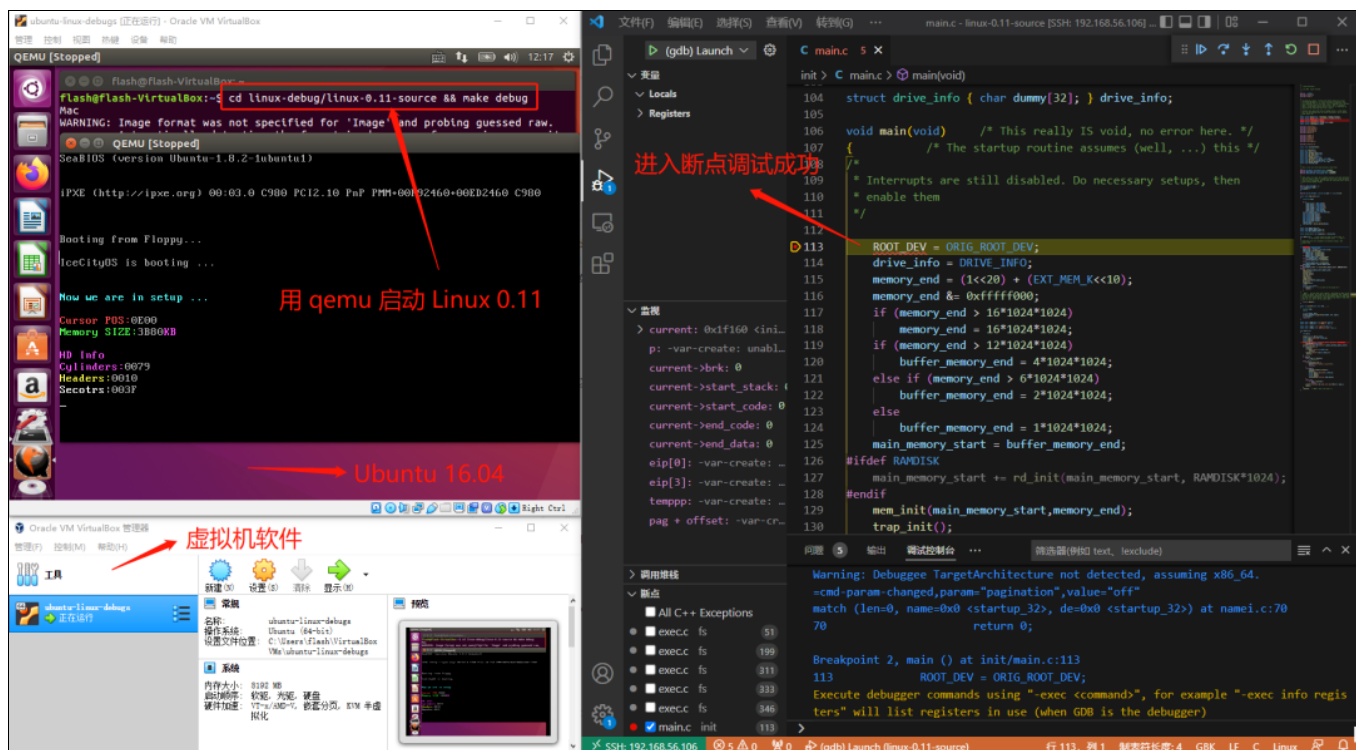 ubuntu-linux-debugs [正在运行] - Oracle VM VirtualBox
管理 控制 视图 热键 设备 帮助
QEMU [Stopped]
12:17
flash@flash-VirtualBox: ~
flash@flash-VirtualBox:~$ cd linux-debug/linux-0.11-source && make debug
Mac
WARNING: Image format was not specified for 'Image' and probing guessed raw.
QEMU [Stopped]
SeaBIOS (version Ubuntu-1.8.2-1ubuntu1)
iPXE (http://ipxe.org) 00:03.0 C980 PCI2.10 PnP PMM+00F92460+00ED2460 C980
Booting from Floppy...
IceCityOS is booting ...
Now we are in setup ...
Cursor POS:0E00
Memory SIZE:3B80KB
HD Info
Cylinders:0079
Headers:0010
Secotrs:003F
用 qemu 启动 Linux 0.11
Ubuntu 16.04
Right Ctrl
Oracle VM VirtualBox 管理器
管理(F) 控制(M) 帮助(H)
虚拟机软件
工具
新建(N) 设置(S) 清除 显示(W)
ubuntu-linux-debugs
正在运行
常规
名称: ubuntu-linux-debugs
操作系统: Ubuntu (64-bit)
设置文件位置: C:\Users\flash\VirtualBox
VMs\ubuntu-linux-debugs
系统
内存大小: 8192 MB
启动顺序: 软驱, 光驱, 硬盘
硬件加速: VT-x/AMD-V, 嵌套分页, KVM 半虚
拟化
预览
文件(F) 编辑(E) 选择(S) 查看(V) 转到(G) ··· main.c - linux-0.11-source [SSH: 192.168.56.106]
(gdb) Launch
变量
Locals
Registers
监视
current: 0x1f160 <ini…
p: -var-create: unabl…
current->brk: 0
current->start_stack: 0
current->start_code: 0
current->end_code: 0
current->end_data: 0
eip[0]: -var-create: …
eip[3]: -var-create: …
temppp: -var-create: …
pag + offset: -var-cr…
调用堆栈
断点
All C++ Exceptions
exec.c fs 51
exec.c fs 199
exec.c fs 311
exec.c fs 333
exec.c fs 346
main.c init 113
main.c 5
init > main.c > main(void)
104 struct drive_info { char dummy[32]; } drive_info;
105
106 void main(void) /* This really IS void, no error here. */
107 { /* The startup routine assumes (well, ...) this */
进入断点调试成功
108 /*
109 * Interrupts are still disabled. Do necessary setups, then
110 * enable them
111 */
112
113 ROOT_DEV = ORIG_ROOT_DEV;
114 drive_info = DRIVE_INFO;
115 memory_end = (1<<20) + (EXT_MEM_K<<10);
116 memory_end &= 0xfffff000;
117 if (memory_end > 16*1024*1024)
118 memory_end = 16*1024*1024;
119 if (memory_end > 12*1024*1024)
120 buffer_memory_end = 4*1024*1024;
121 else if (memory_end > 6*1024*1024)
122 buffer_memory_end = 2*1024*1024;
123 else
124 buffer_memory_end = 1*1024*1024;
125 main_memory_start = buffer_memory_end;
126 #ifdef RAMDISK
127 main_memory_start += rd_init(main_memory_start, RAMDISK*1024);
128 #endif
129 mem_init(main_memory_start,memory_end);
130 trap_init();
问题 5 输出 调试控制台 ··· 筛选器(例如 text、!exclude)
Warning: Debuggee TargetArchitecture not detected, assuming x86_64.
=cmd-param-changed,param="pagination",value="off"
match (len=0, name=0x0 <startup_32>, de=0x0 <startup_32>) at namei.c:70
70 return 0;
Breakpoint 2, main () at init/main.c:113
113 ROOT_DEV = ORIG_ROOT_DEV;
Execute debugger commands using "-exec <command>", for example "-exec info regis
ters" will list registers in use (when GDB is the debugger)
SSH: 192.168.56.106 5 0 0 (gdb) Launch (linux-0.11-source) 行 113, 列 1 制表符长度: 4 GBK LF C Linux